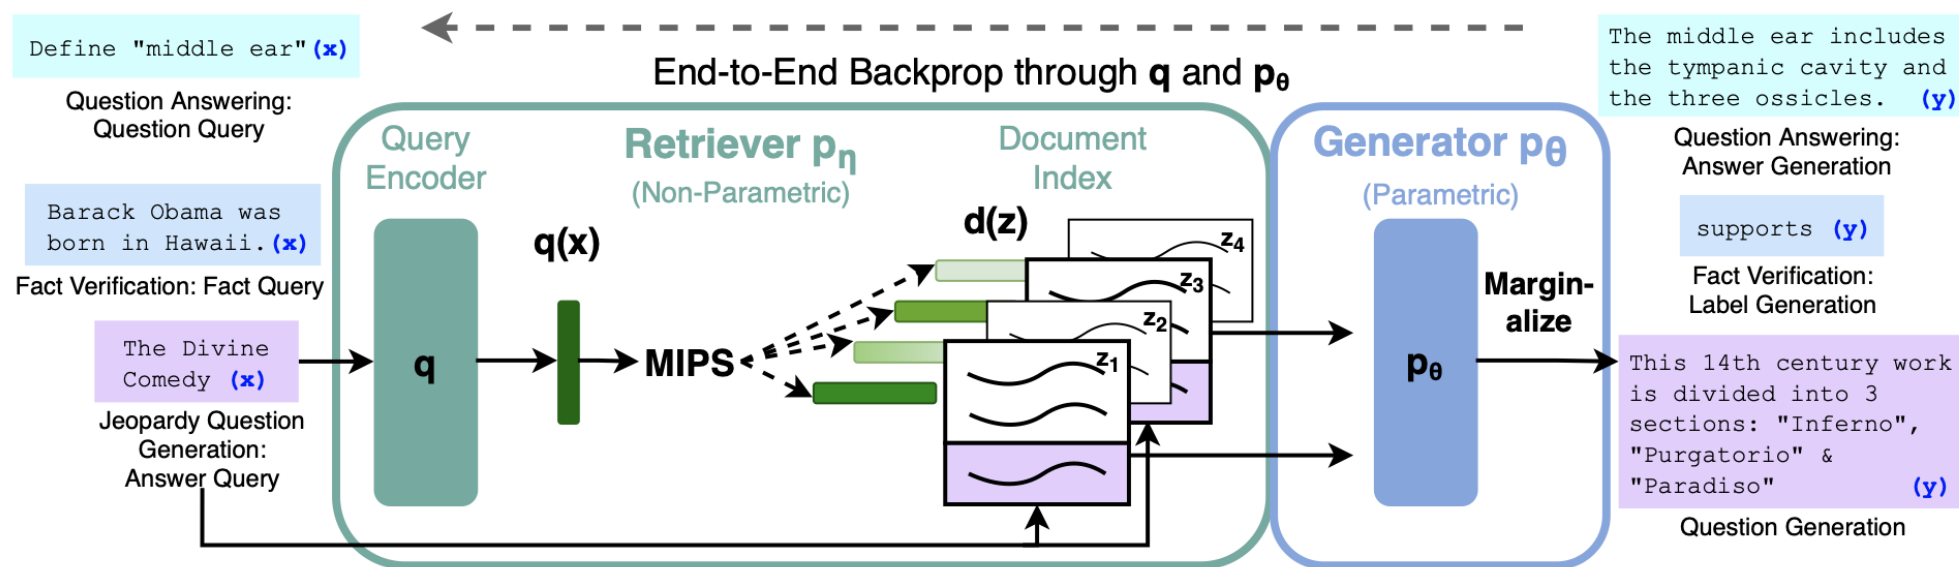 Define "middle ear" (x)
Question Answering:
Question Query
Barack Obama was
born in Hawaii. (x)
Fact Verification: Fact Query
The Divine
Comedy (x)
Jeopardy Question
Generation:
Answer Query
End-to-End Backprop through q and pθ
Query
Encoder
Retriever pη
(Non-Parametric)
Document
Index
q
q(x)
MIPS
d(z)
z4
z3
z2
z1
Generator pθ
(Parametric)
pθ
Margin-
alize
The middle ear includes
the tympanic cavity and
the three ossicles. (y)
Question Answering:
Answer Generation
supports (y)
Fact Verification:
Label Generation
This 14th century work
is divided into 3
sections: "Inferno",
"Purgatorio" &
"Paradiso" (y)
Question Generation